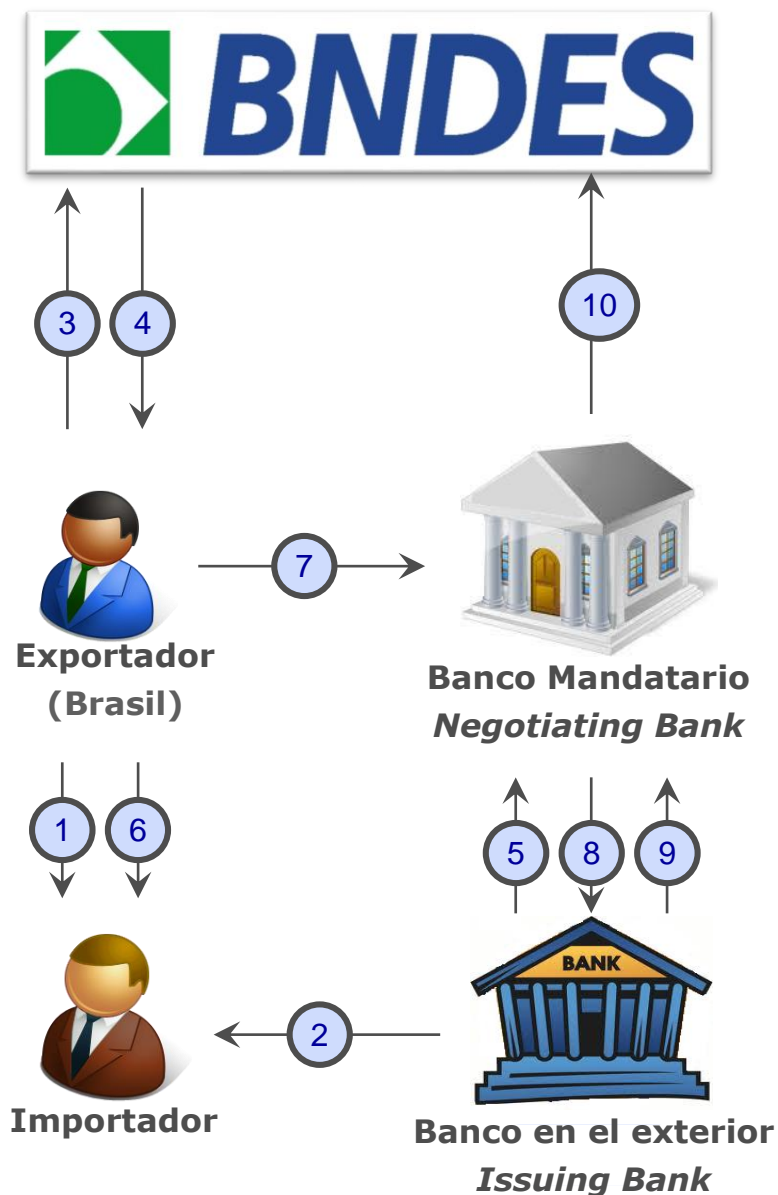 BNDES
3
4
10
7
Exportador
(Brasil)
Banco Mandatario
Negotiating Bank
1
6
5
8
9
BANK
2
Importador
Banco en el exterior
Issuing Bank